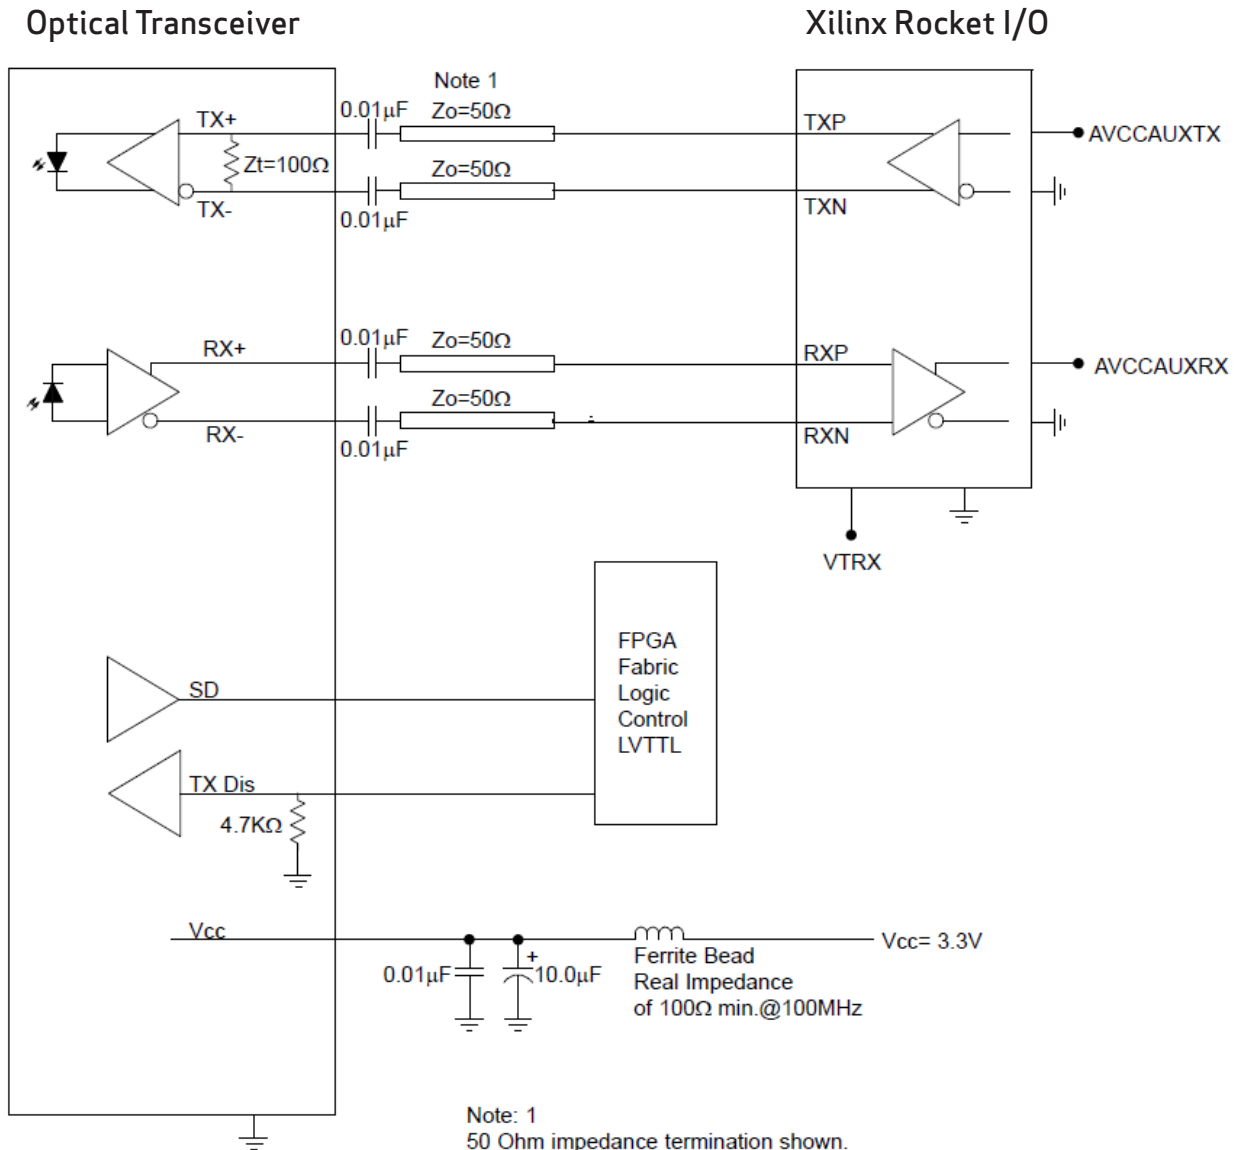 Optical Transceiver
Xilinx Rocket I/O
Note 1
0.01µF
Zo=50Ω
TX+
TXP
AVCCAUXTX
Zt=100Ω
Zo=50Ω
TX-
0.01µF
TXN
0.01µF
Zo=50Ω
RX+
RXP
AVCCAUXRX
Zo=50Ω
RX-
0.01µF
RXN
VTRX
FPGA
Fabric
Logic
Control
LVTTL
SD
TX Dis
4.7KΩ
Vcc
Vcc= 3.3V
0.01µF
+
10.0µF
Ferrite Bead
Real Impedance
of 100Ω min.@100MHz
Note: 1
50 Ohm impedance termination shown.